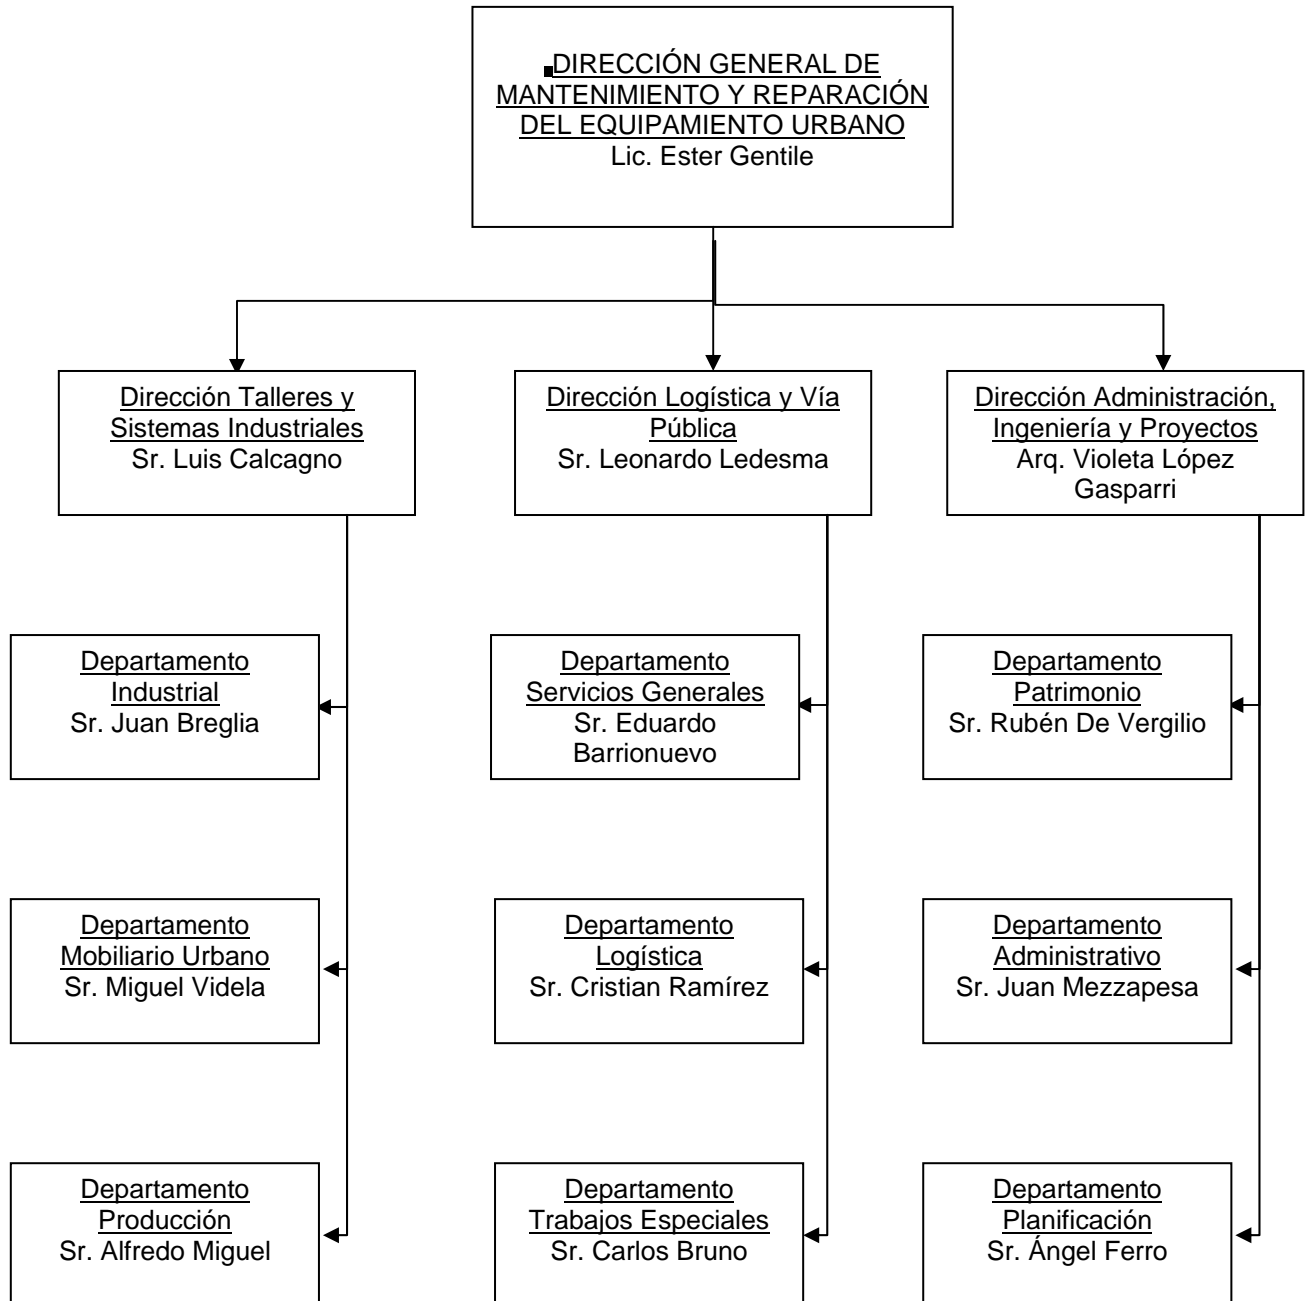 DIRECCIÓN GENERAL DE
MANTENIMIENTO Y REPARACIÓN
DEL EQUIPAMIENTO URBANO
Lic. Ester Gentile
Dirección Talleres y
Sistemas Industriales
Sr. Luis Calcagno
Dirección Logística y Vía
Pública
Sr. Leonardo Ledesma
Dirección Administración,
Ingeniería y Proyectos
Arq. Violeta López
Gasparri
Departamento
Industrial
Sr. Juan Breglia
Departamento
Servicios Generales
Sr. Eduardo
Barrionuevo
Departamento
Patrimonio
Sr. Rubén De Vergilio
Departamento
Mobiliario Urbano
Sr. Miguel Videla
Departamento
Logística
Sr. Cristian Ramírez
Departamento
Administrativo
Sr. Juan Mezzapesa
Departamento
Producción
Sr. Alfredo Miguel
Departamento
Trabajos Especiales
Sr. Carlos Bruno
Departamento
Planificación
Sr. Ángel Ferro